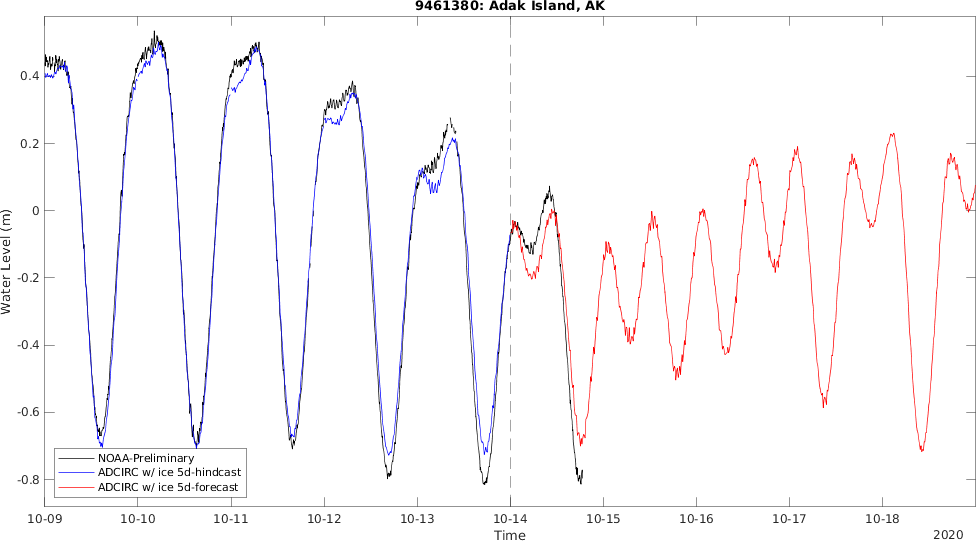 9461380: Adak Island, AK
Water Level (m)
0.4
0.2
0
-0.2
-0.4
-0.6
-0.8
NOAA-Preliminary
ADCIRC w/ ice 5d-hindcast
ADCIRC w/ ice 5d-forecast
10-09 10-10 10-11 10-12 10-13 10-14 10-15 10-16 10-17 10-18
Time
2020